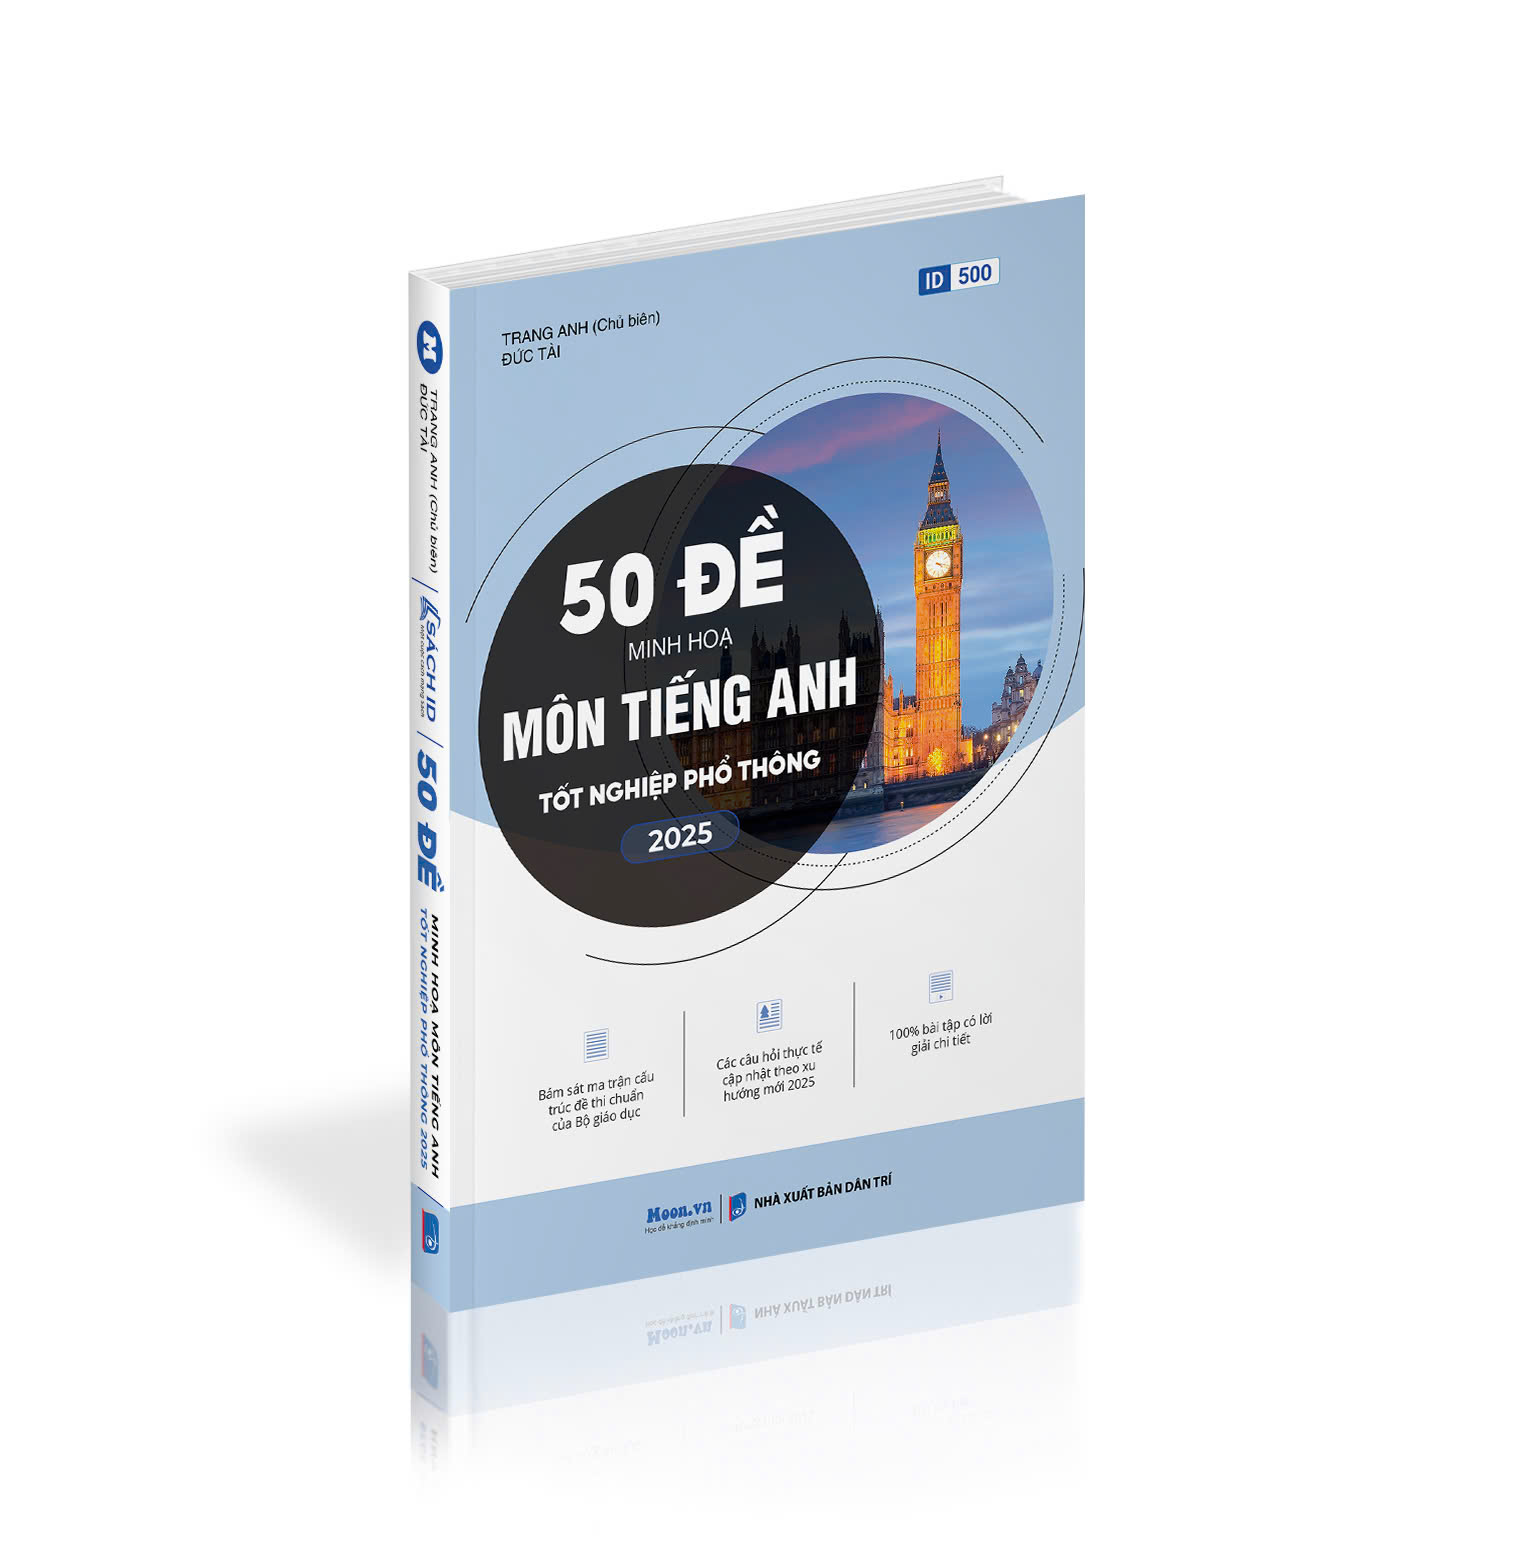 ID 500
TRANG ANH (Chủ biên)
ĐỨC TÀI
50 ĐỀ
MINH HOẠ
MÔN TIẾNG ANH
TỐT NGHIỆP PHỔ THÔNG
2025
Bám sát ma trận cấu
trúc đề thi chuẩn
của Bộ giáo dục
Các câu hỏi thực tế
cập nhật theo xu
hướng mới 2025
100% bài tập có lời
giải chi tiết
Moon.vn
Học để khẳng định mình
NHÀ XUẤT BẢN DÂN TRÍ
M
TRANG ANH (Chủ biên)
ĐỨC TÀI
SÁCH ID
50 ĐỀ
MINH HOẠ MÔN TIẾNG ANH
TỐT NGHIỆP PHỔ THÔNG 2025